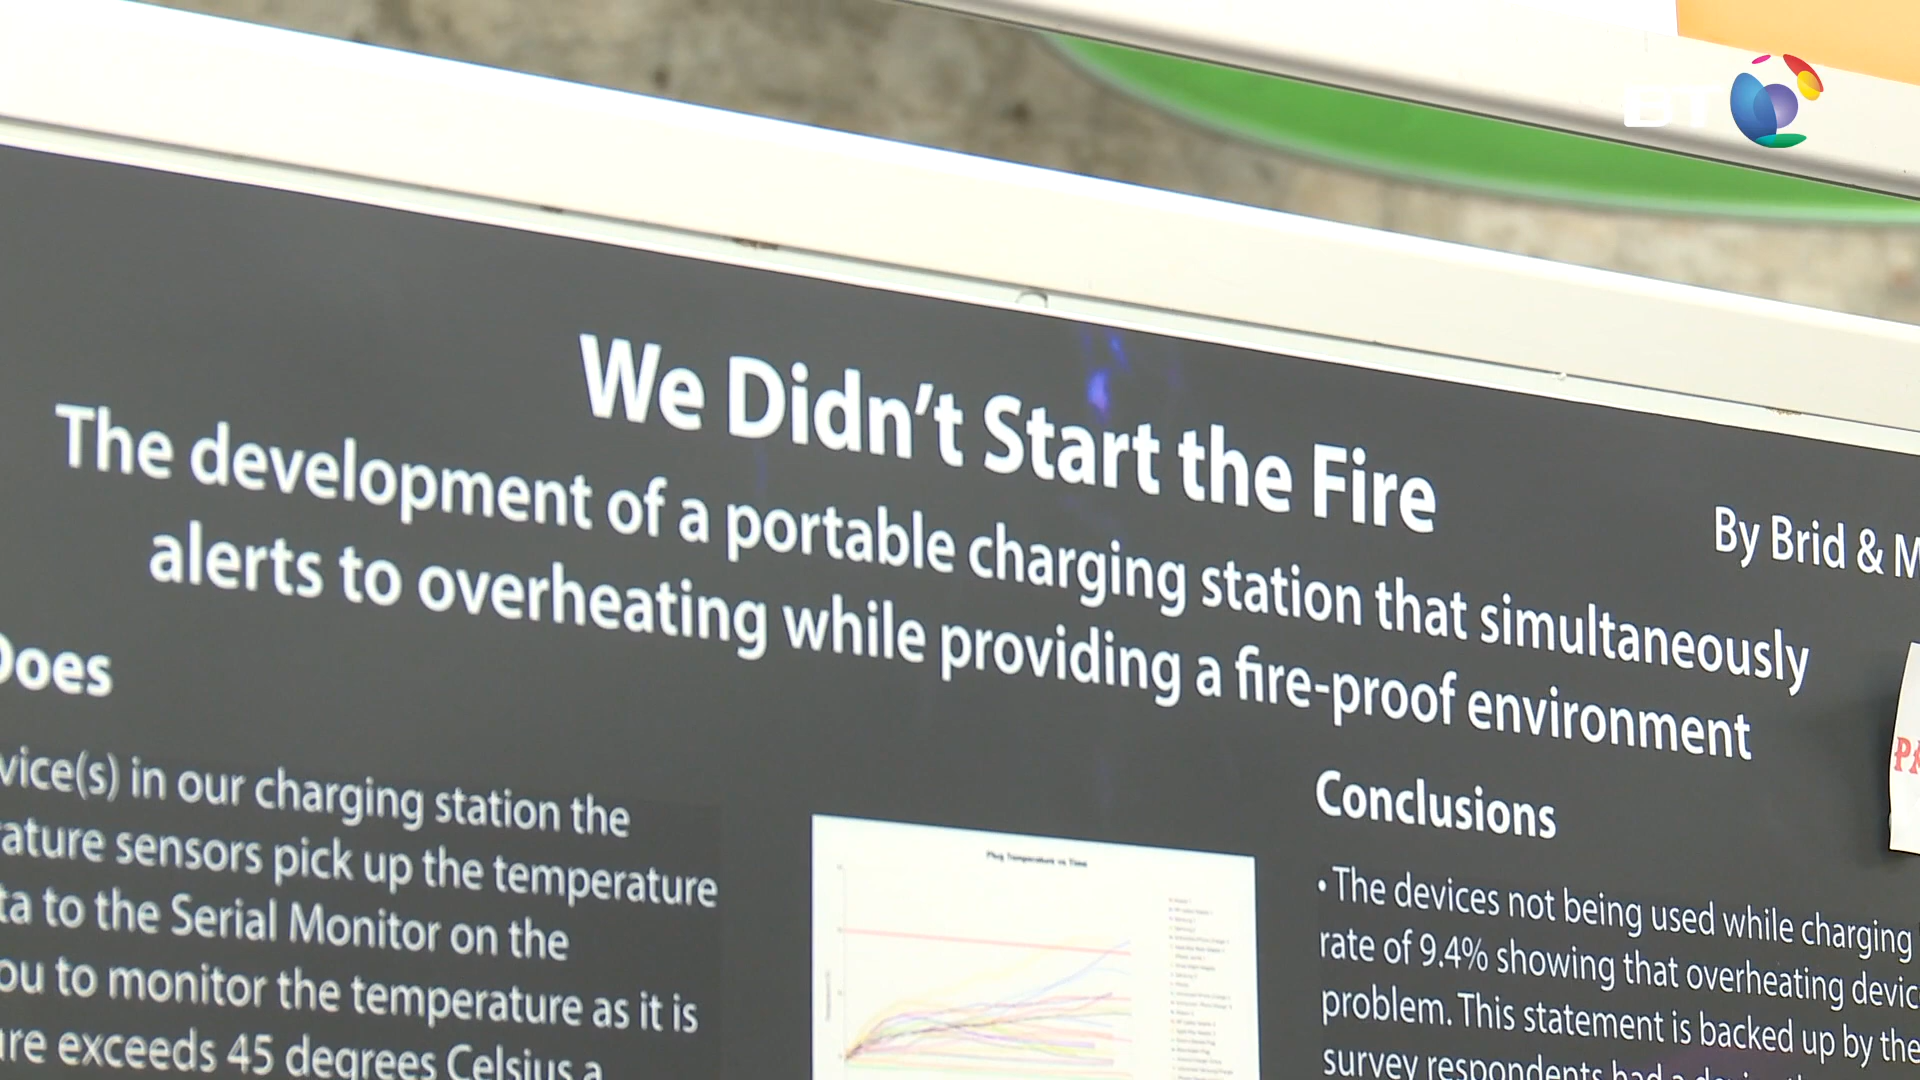 BT
We Didn't Start the Fire
The development of a portable charging station that simultaneously
alerts to overheating while providing a fire-proof environment
By Brid &
Does
vice(s) in our charging station the
ature sensors pick up the temperature
ta to the Serial Monitor on the
ou to monitor the temperature as it is
re exceeds 45 degrees Celsius a
Plug Temperature vs Time
Conclusions
• The devices not being used while charging
rate of 9.4% showing that overheating devic
problem. This statement is backed up by the
survey respondents had a